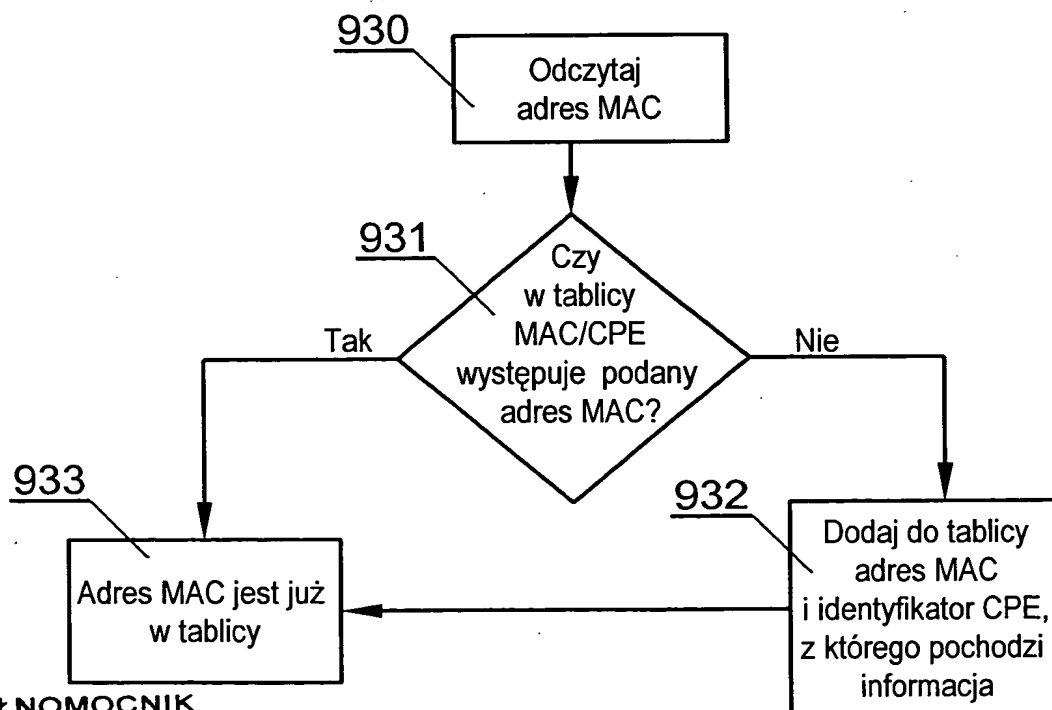 930
Odczytaj
adres MAC
931
Czy
w tablicy
MAC/CPE
występuje podany
adres MAC?
Tak
Nie
933
Adres MAC jest już
w tablicy
932
Dodaj do tablicy
adres MAC
i identyfikator CPE,
z którego pochodzi
informacja